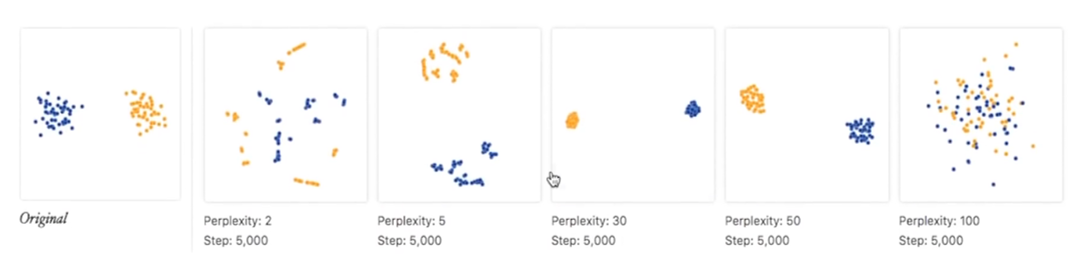 Original
Perplexity: 2
Step: 5,000
Perplexity: 5
Step: 5,000
Perplexity: 30
Step: 5,000
Perplexity: 50
Step: 5,000
Perplexity: 100
Step: 5,000